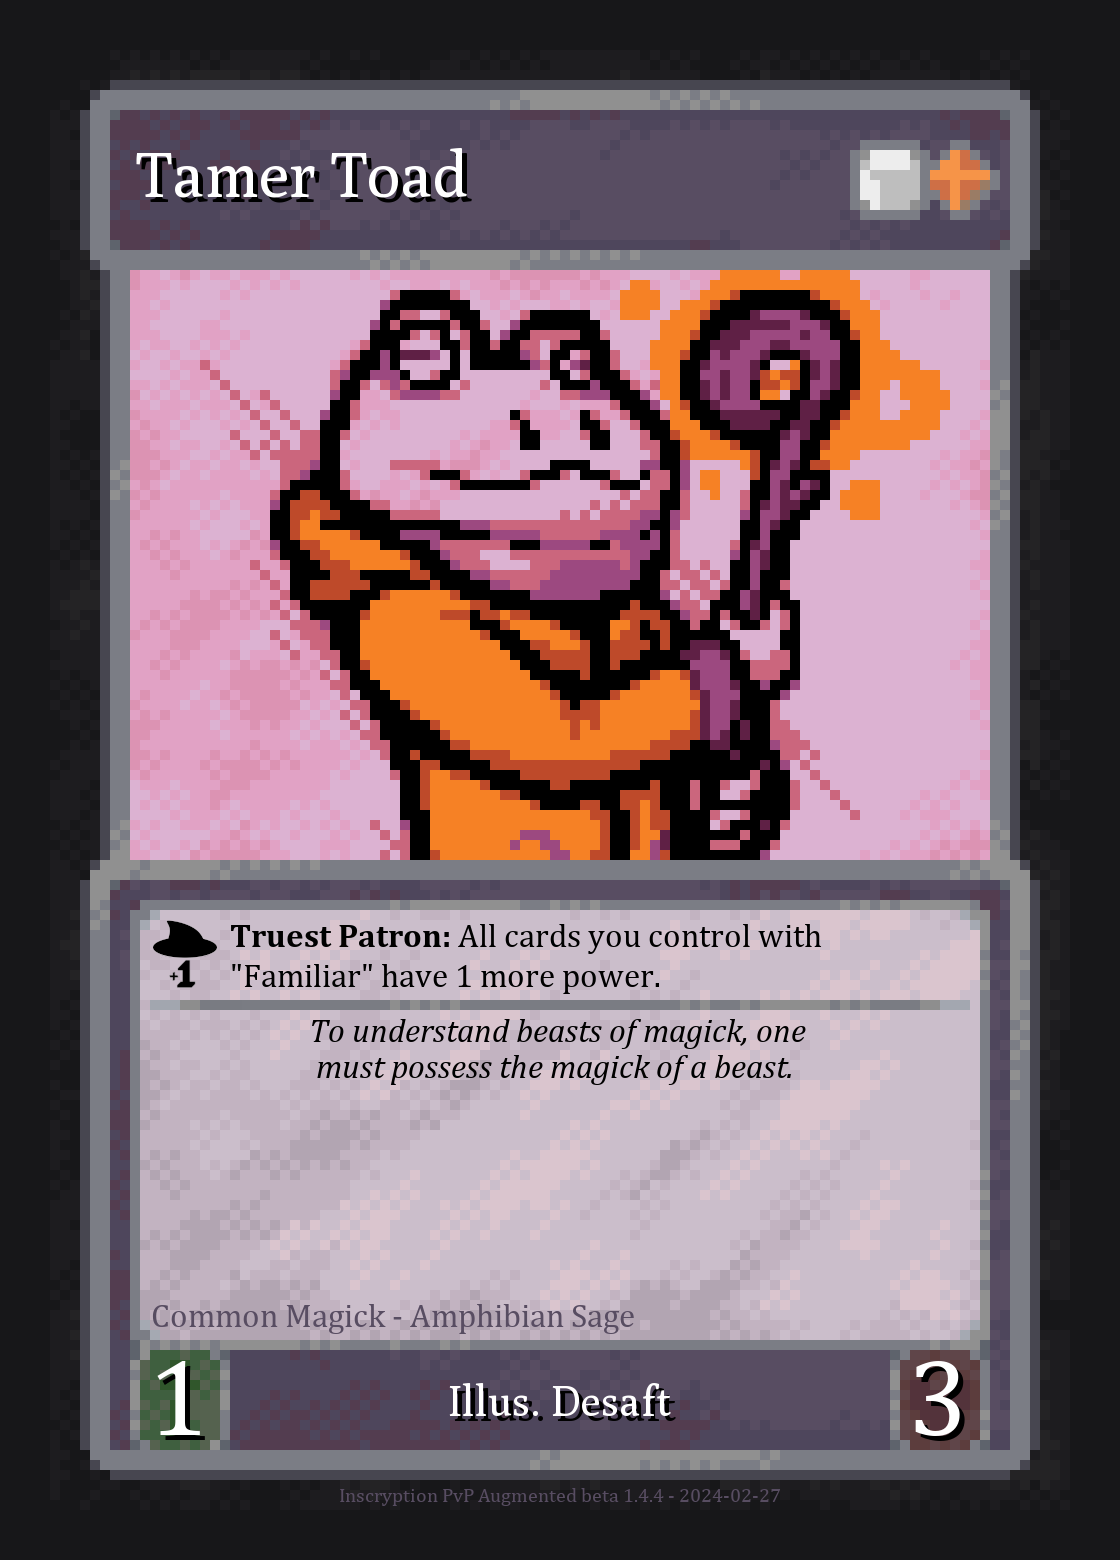 Tamer Toad
Truest Patron: All cards you control with
"Familiar" have 1 more power.
+1
To understand beasts of magick, one
must possess the magick of a beast.
Common Magick - Amphibian Sage
1
Illus. Desaft
3
Inscryption PvP Augmented beta 1.4.4 - 2024-02-27